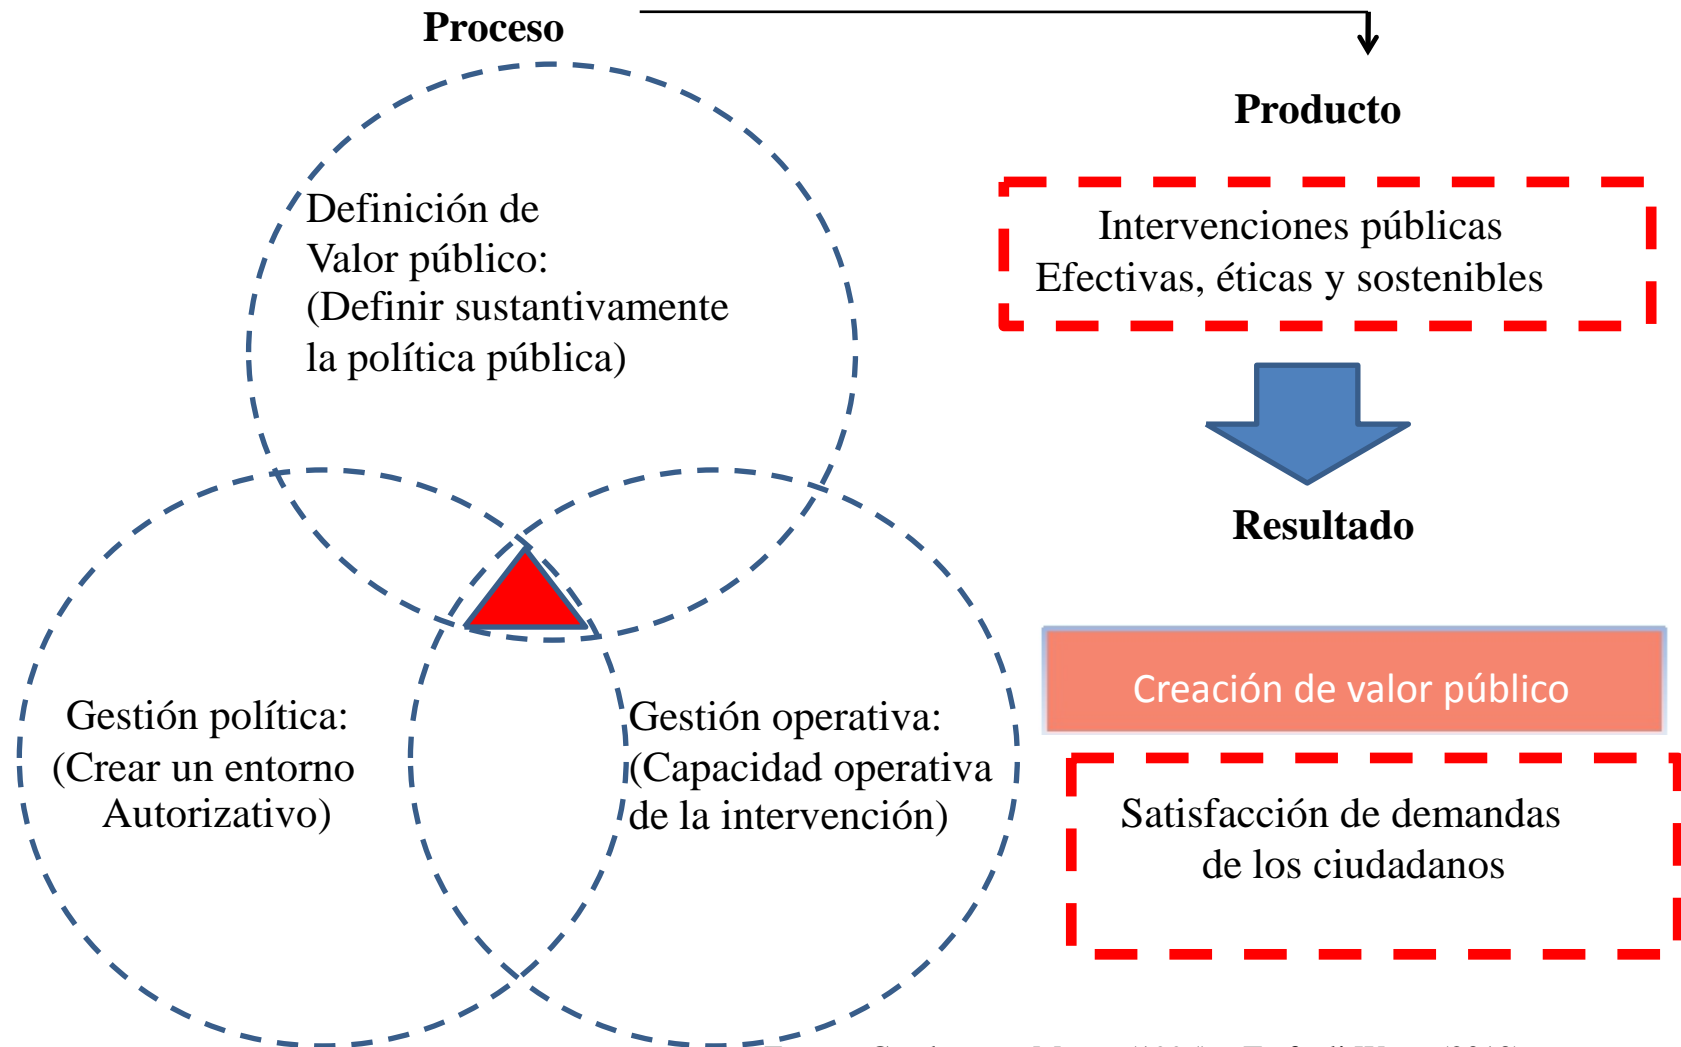 Proceso
Definición de
Valor público:
(Definir sustantivamente
la política pública)
Gestión política:
(Crear un entorno
Autorizativo)
Gestión operativa:
(Capacidad operativa
de la intervención)
Producto
Intervenciones públicas
Efectivas, éticas y sostenibles
Resultado
Creación de valor público
Satisfacción de demandas
de los ciudadanos